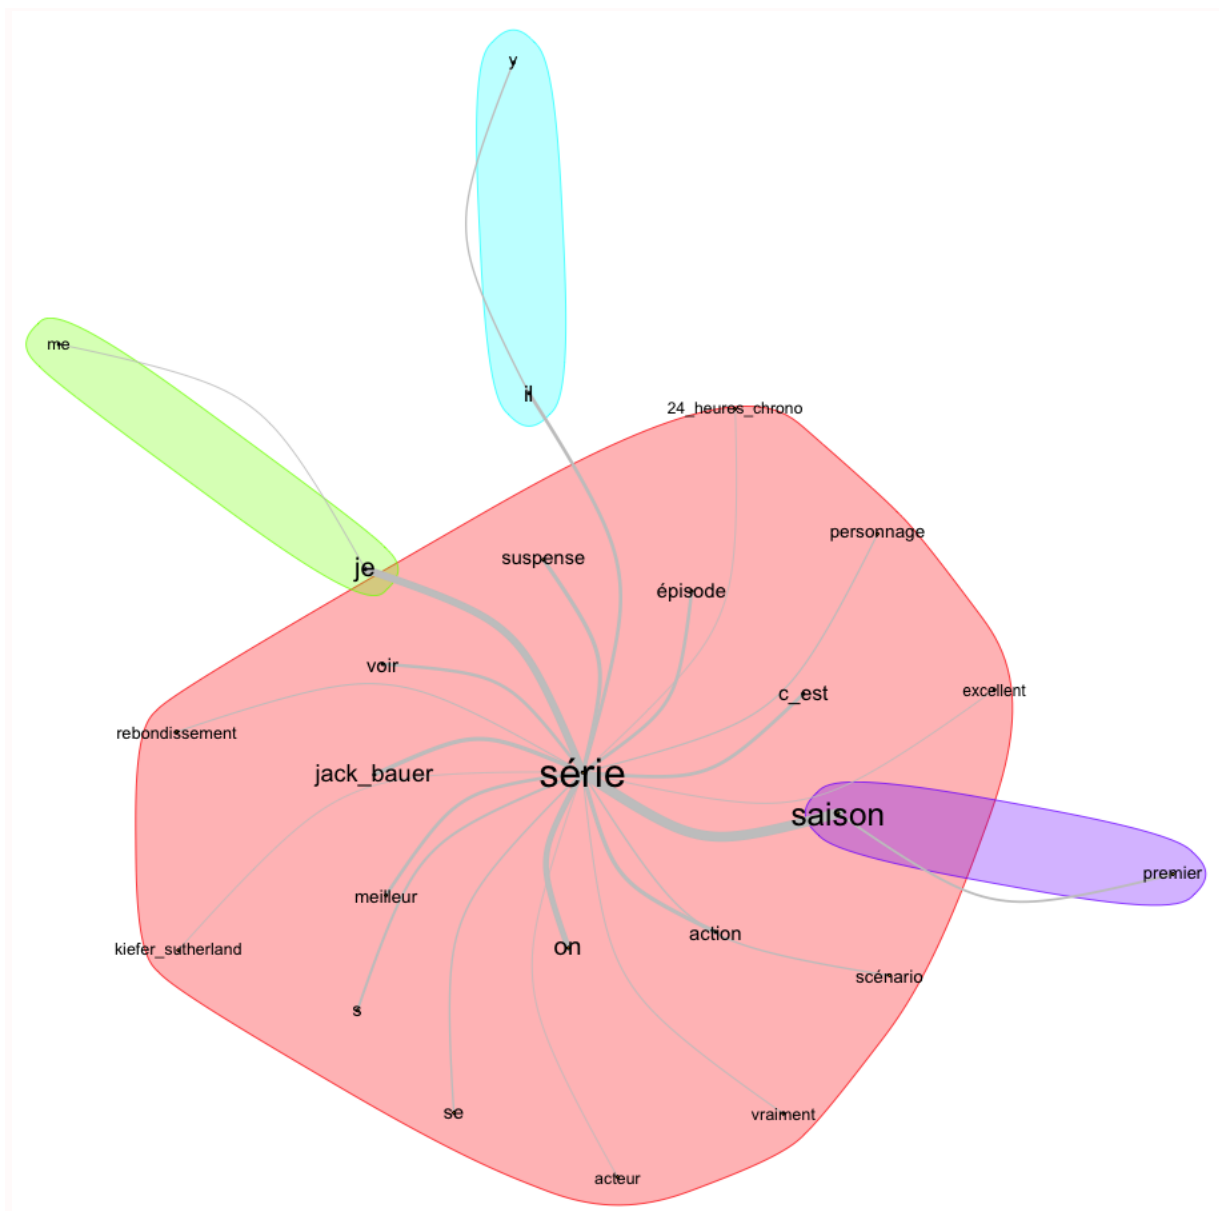 y
me
il
24_heures_chrono
personnage
suspense
je
épisode
voir
c_est
excellent
rebondissement
jack_bauer
série
saison
premier
meilleur
action
on
kiefer_sutherland
scénario
s
se
vraiment
acteur